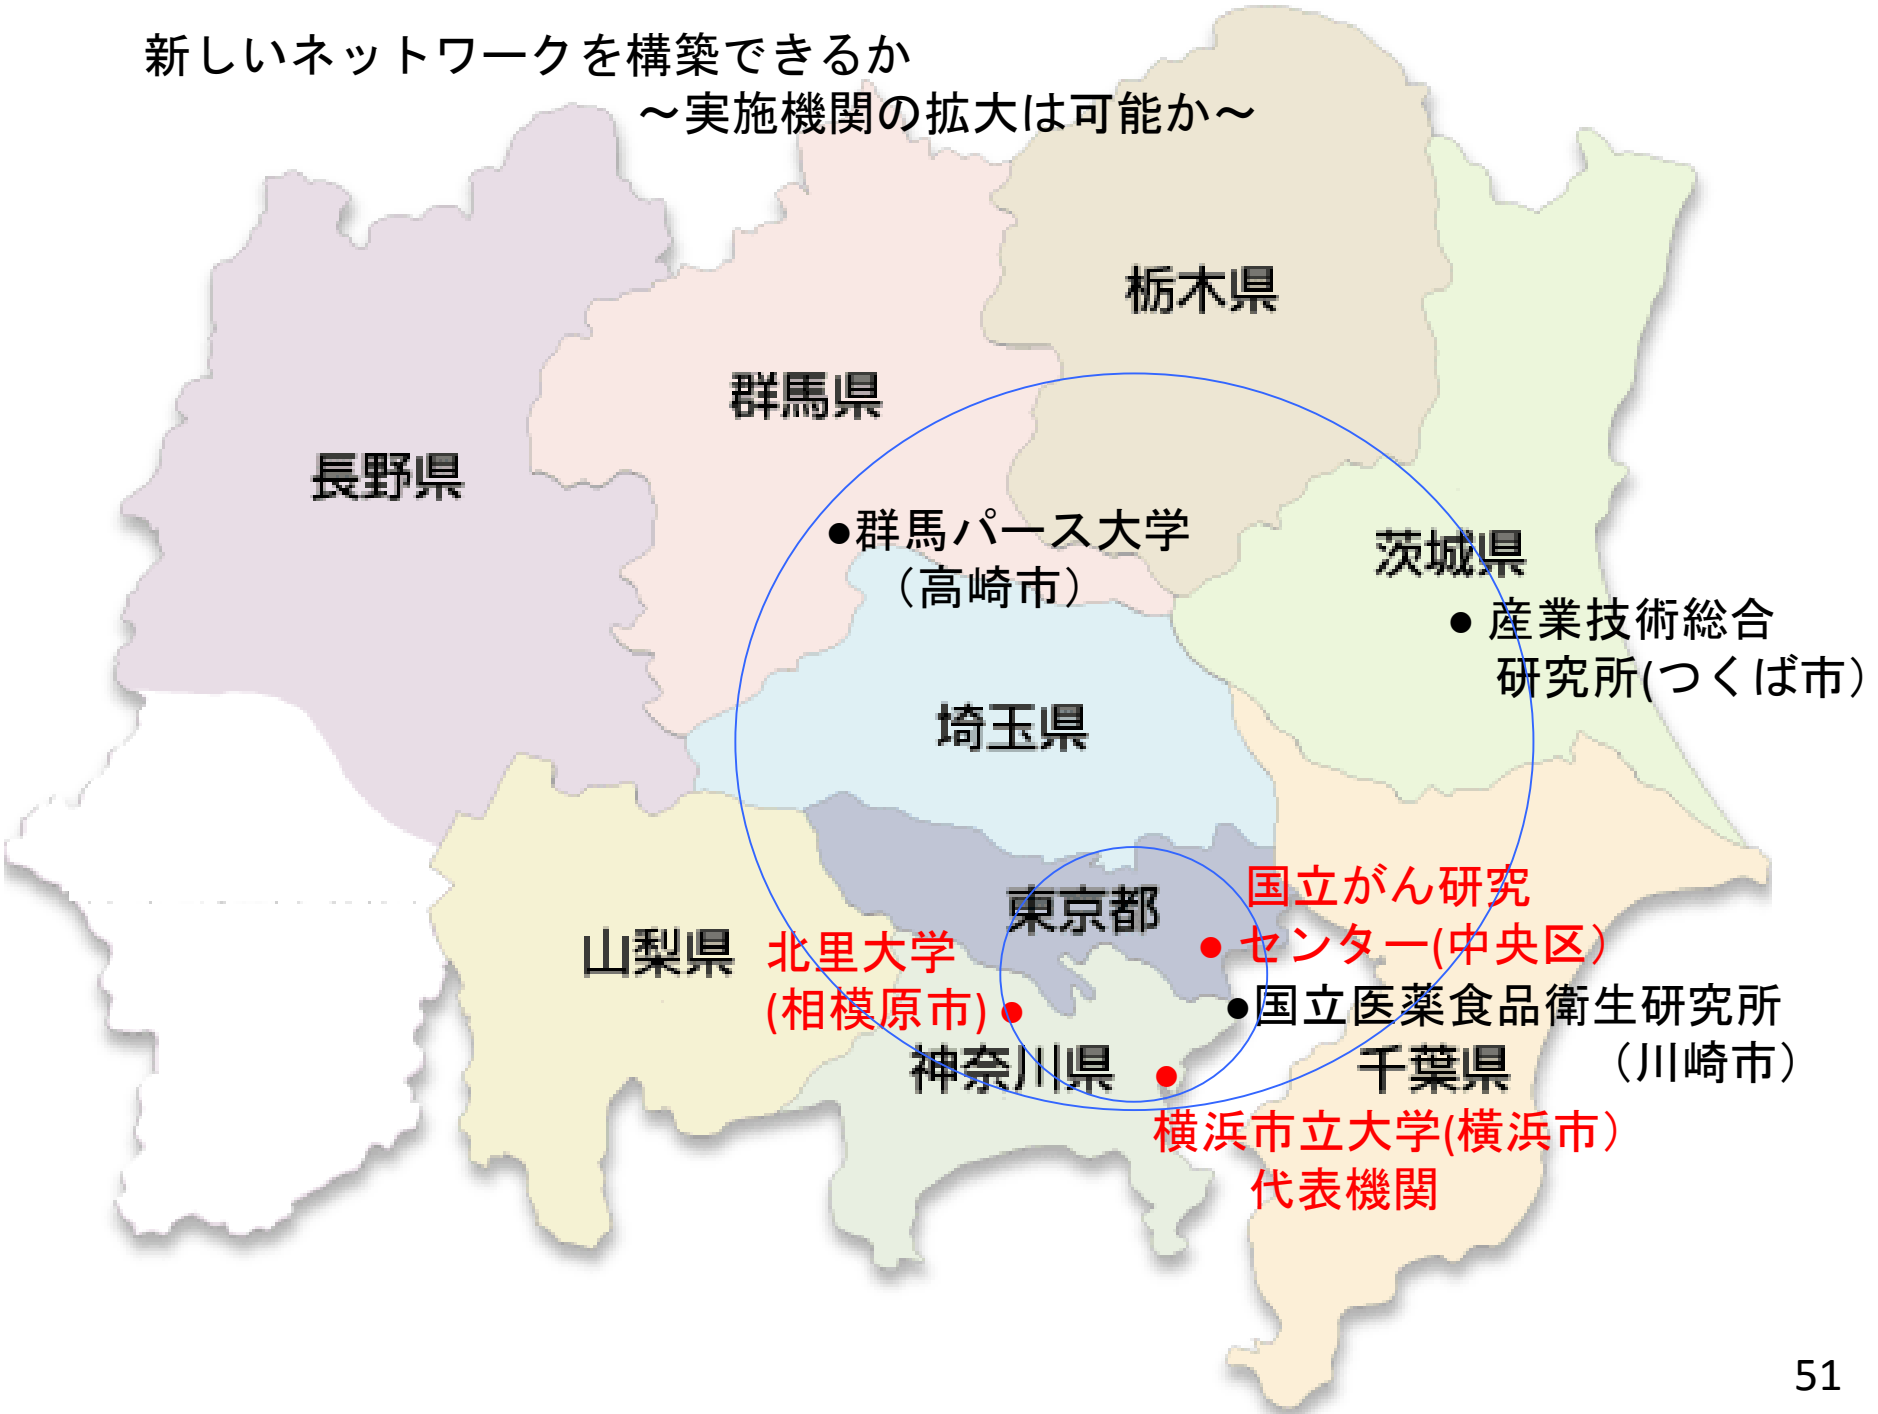 新しいネットワークを構築できるか
～実施機関の拡大は可能か～
栃木県
群馬県
長野県
●群馬パース大学
（高崎市）
茨城県
● 産業技術総合
研究所(つくば市）
埼玉県
東京都
国立がん研究
● センター(中央区）
山梨県
北里大学
(相模原市) ●
●国立医薬食品衛生研究所
（川崎市）
神奈川県
千葉県
●
横浜市立大学(横浜市）
代表機関
51